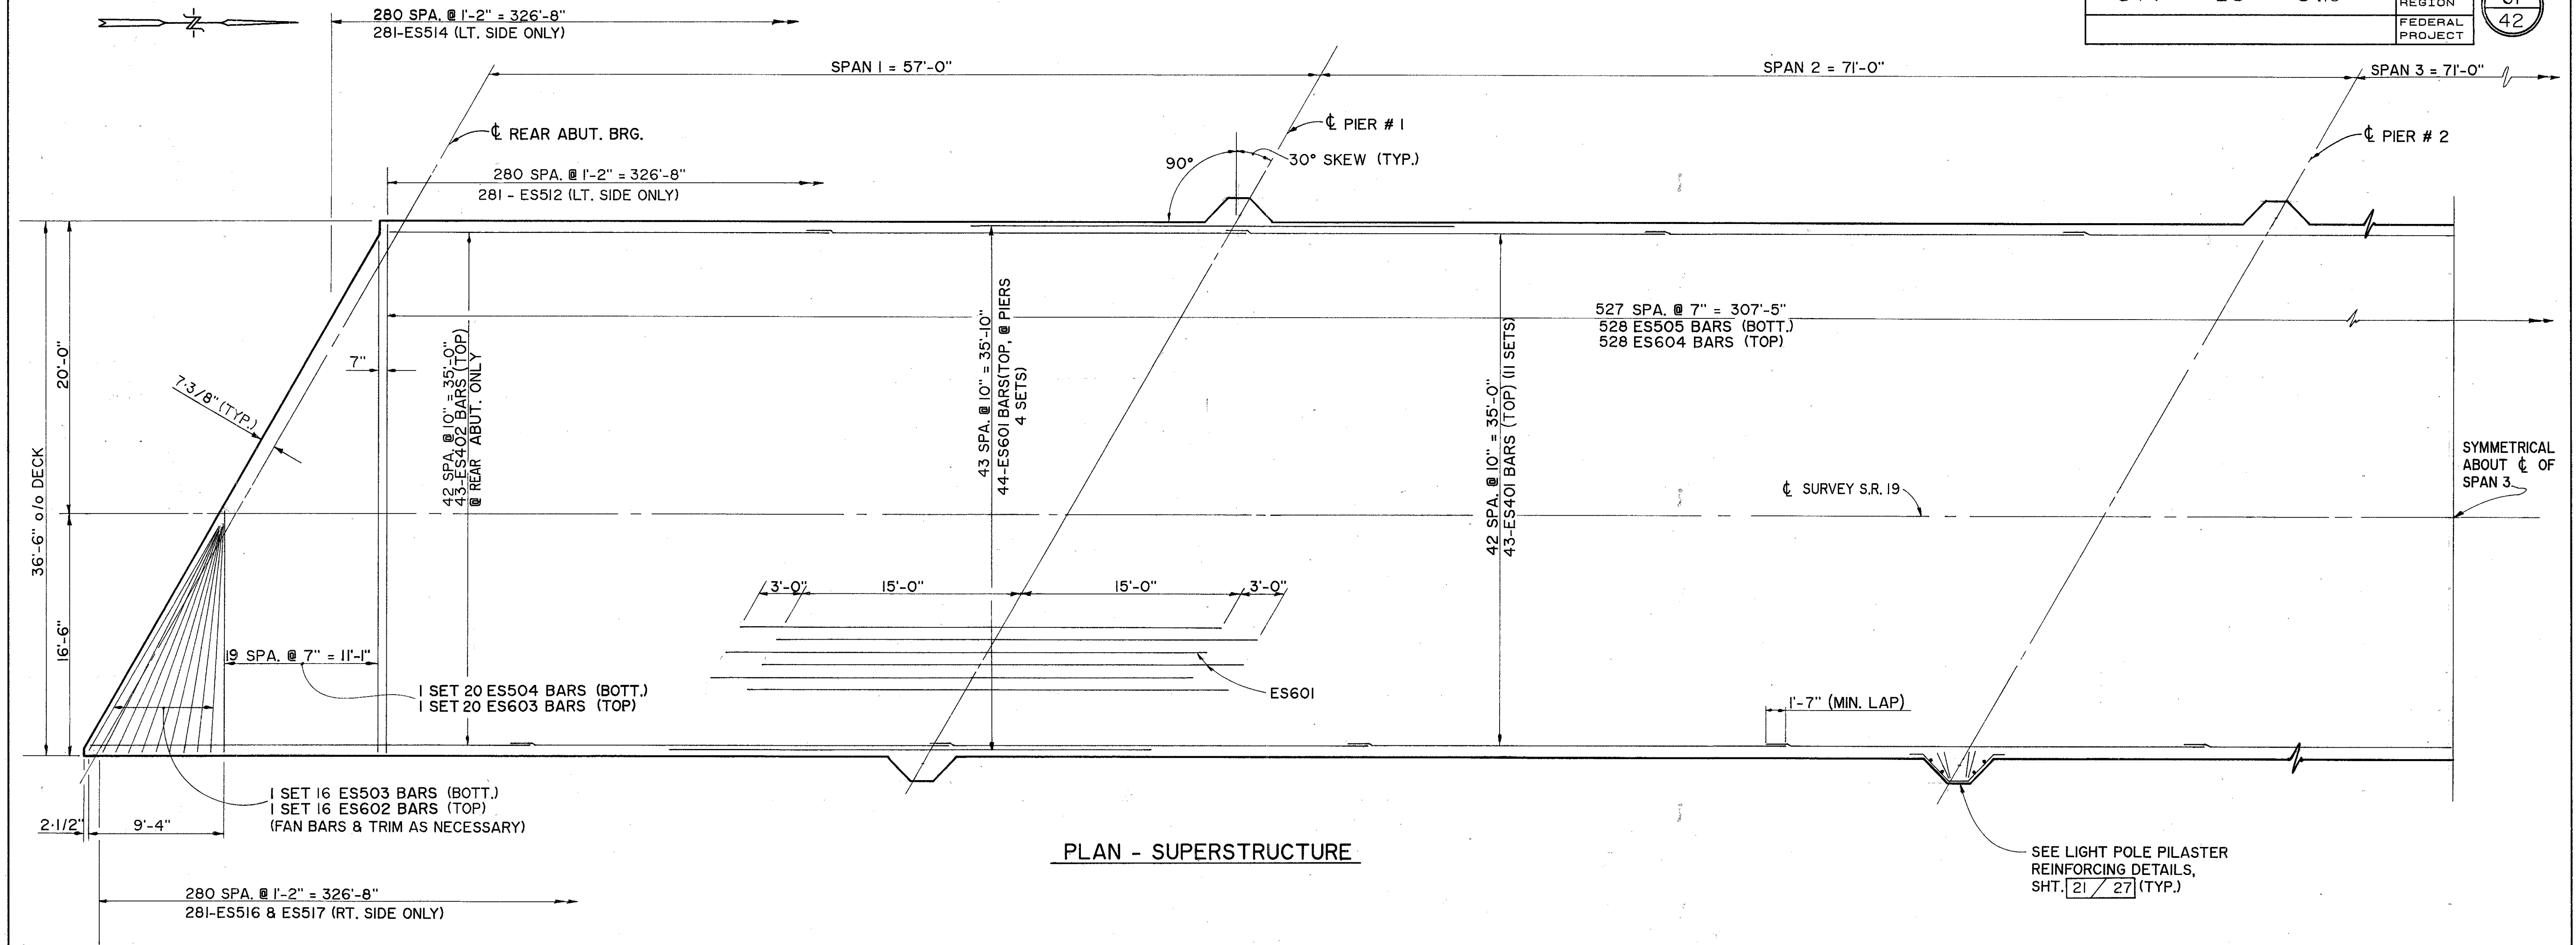 280 SPA. @ 1'-2" = 326'-8"
281-ES514 (LT. SIDE ONLY)
REGION
FEDERAL
PROJECT
42
SPAN 1 = 57'-0"
SPAN 2 = 71'-0"
SPAN 3 = 71'-0"
℄ REAR ABUT. BRG.
℄ PIER # 1
℄ PIER # 2
90°
30° SKEW (TYP.)
280 SPA. @ 1'-2" = 326'-8"
281 - ES512 (LT. SIDE ONLY)
36'-6" o/o DECK
20'-0"
16'-6"
7-3/8" (TYP.)
7"
42 SPA. @ 10" = 35'-0"
43-ES402 BARS (TOP)
@ REAR ABUT. ONLY
43 SPA. @ 10" = 35'-10"
44-ES601 BARS(TOP, @ PIERS
4 SETS)
42 SPA. @ 10" = 35'-0"
43-ES401 BARS (TOP) (11 SETS)
527 SPA. @ 7" = 307'-5"
528 ES505 BARS (BOTT.)
528 ES604 BARS (TOP)
℄ SURVEY S.R. 19
SYMMETRICAL
ABOUT ℄ OF
SPAN 3
3'-0"
15'-0"
15'-0"
3'-0"
ES601
19 SPA. @ 7" = 11'-1"
1 SET 20 ES504 BARS (BOTT.)
1 SET 20 ES603 BARS (TOP)
1'-7" (MIN. LAP)
1 SET 16 ES503 BARS (BOTT.)
1 SET 16 ES602 BARS (TOP)
(FAN BARS & TRIM AS NECESSARY)
2-1/2"
9'-4"
PLAN - SUPERSTRUCTURE
SEE LIGHT POLE PILASTER
REINFORCING DETAILS,
SHT. 21 / 27 (TYP.)
280 SPA. @ 1'-2" = 326'-8"
281-ES516 & ES517 (RT. SIDE ONLY)